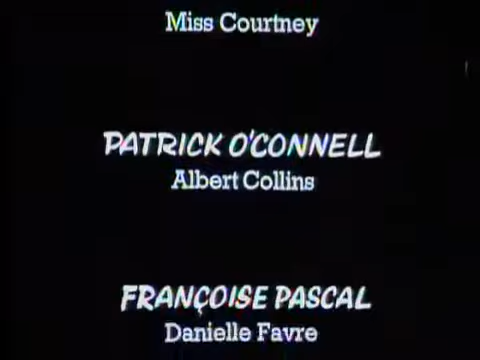 Miss Courtney
PATRICK O'CONNELL
Albert Collins
FRANÇOISE PASCAL
Danielle Favre